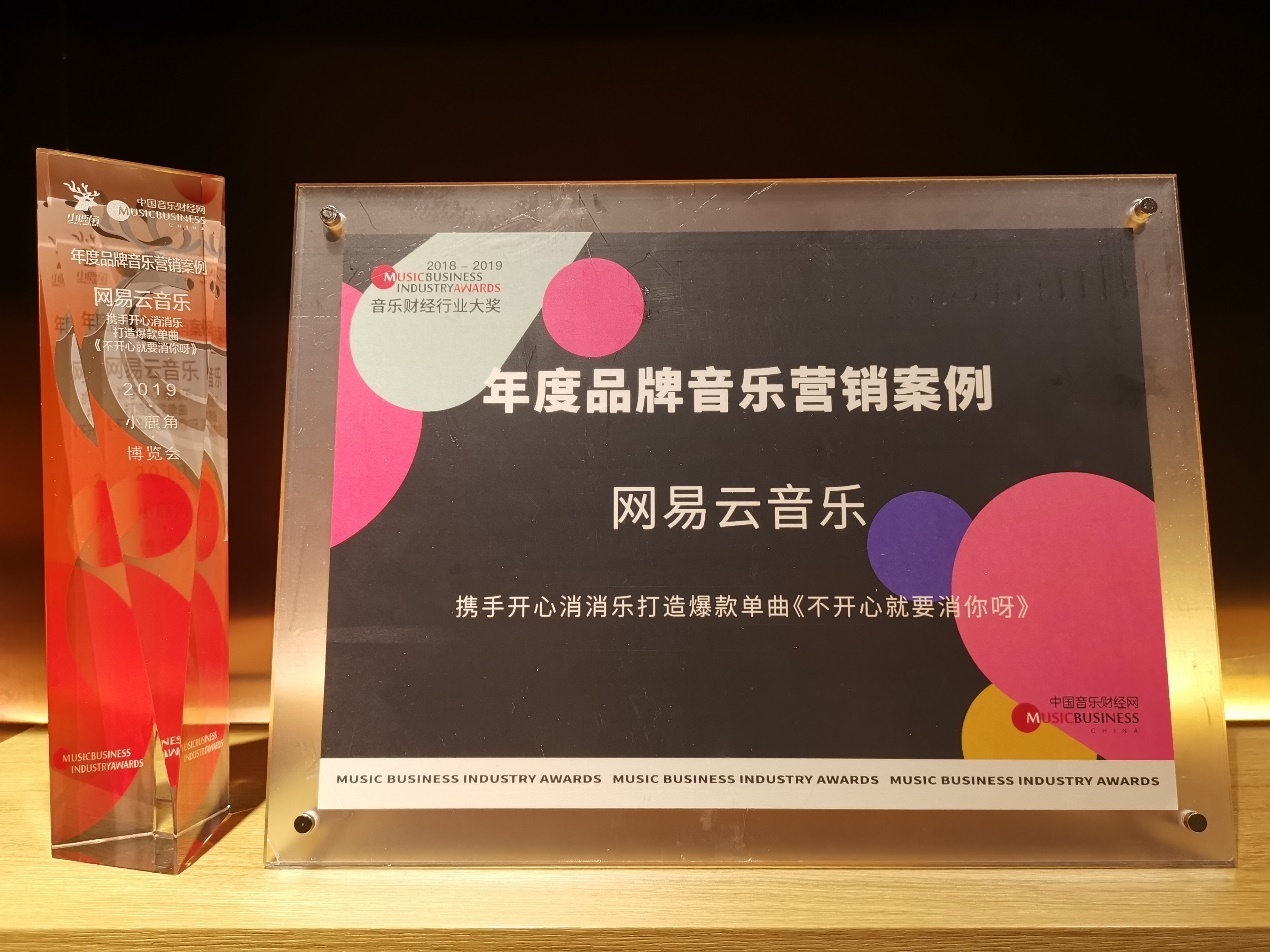 小鹿角
中国音乐财经网
MUSICBUSINESS
CHINA
年度品牌音乐营销案例
网易云音乐
携手开心消消乐
打造爆款单曲
《不开心就要消你呀》
2019
小鹿角
博览会
MUSICBUSINESS
INDUSTRYAWARDS
2018 – 2019
MUSICBUSINESS
INDUSTRYAWARDS
音乐财经行业大奖
年度品牌音乐营销案例
网易云音乐
携手开心消消乐打造爆款单曲《不开心就要消你呀》
中国音乐财经网
MUSICBUSINESS
CHINA
MUSIC BUSINESS INDUSTRY AWARDS MUSIC BUSINESS INDUSTRY AWARDS MUSIC BUSINESS INDUSTRY AWARDS